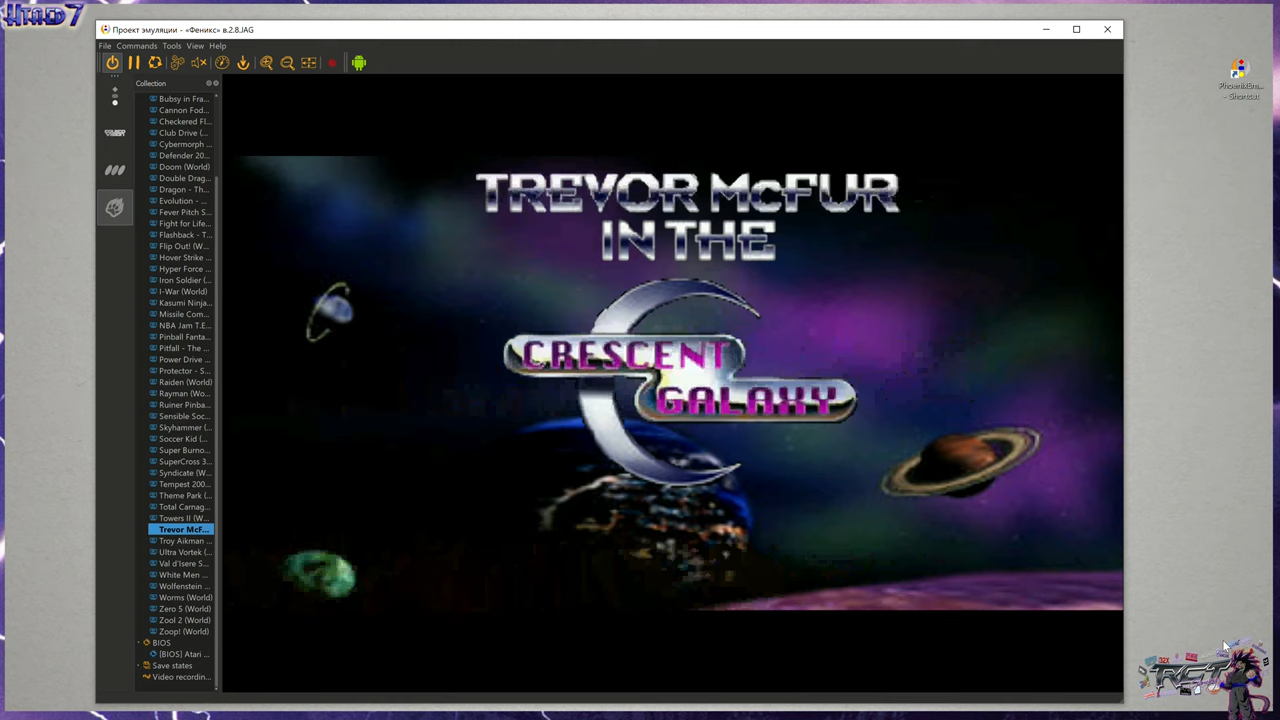 Htaed 7
Проект эмуляции - «Феникс» в.2.8.JAG
File Commands Tools View Help
Collection
Bubsy in Fra...
Cannon Fod...
Checkered Fl...
Club Drive (...
Cybermorph ...
Defender 20...
Doom (World)
Double Drag...
Dragon - Th...
Evolution - ...
Fever Pitch S...
Fight for Life...
Flashback - T...
Flip Out! (W...
Hover Strike ...
Hyper Force ...
Iron Soldier (...
I-War (World)
Kasumi Ninja...
Missile Com...
NBA Jam T.E...
Pinball Fanta...
Pitfall - The ...
Power Drive ...
Protector - S...
Raiden (World)
Rayman (Wo...
Ruiner Pinba...
Sensible Soc...
Skyhammer (...
Soccer Kid (...
Super Burno...
SuperCross 3...
Syndicate (W...
Tempest 200...
Theme Park (...
Total Carnag...
Towers II (W...
Trevor McF...
Troy Aikman ...
Ultra Vortek (...
Val d'Isere S...
White Men ...
Wolfenstein ...
Worms (World)
Zero 5 (World)
Zool 2 (World)
Zoop! (World)
BIOS
[BIOS] Atari ...
Save states
Video recordin...
TREVOR McFUR
IN THE
CRESCENT
GALAXY
PhoenixEm...
- Shortcut
RGT